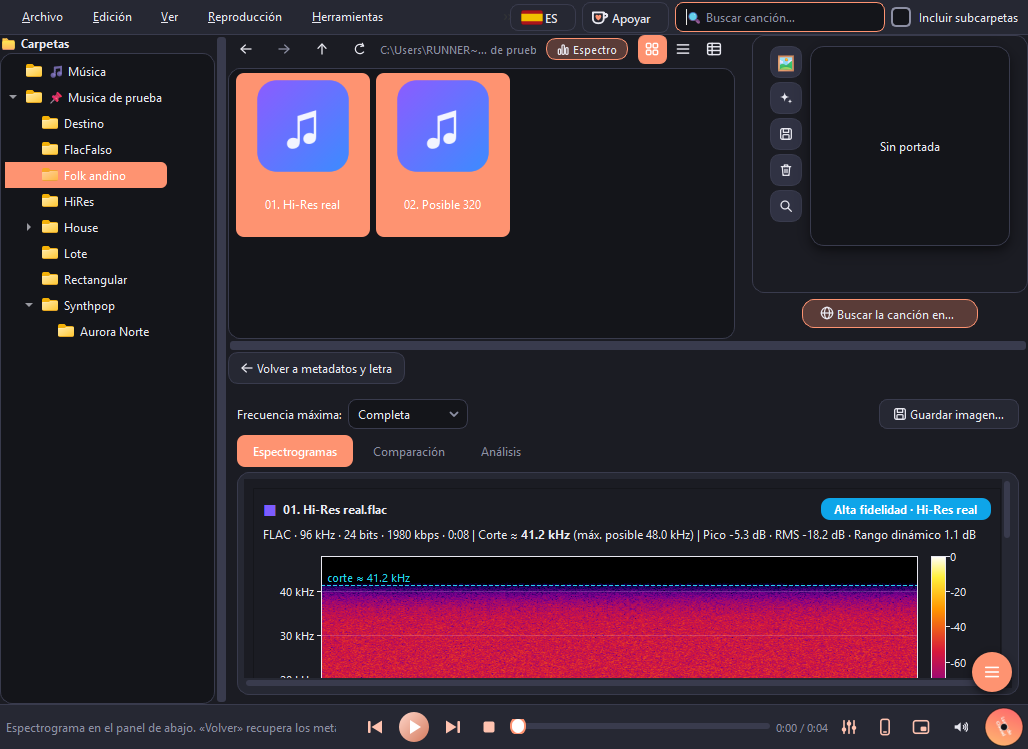 Archivo Edición Ver Reproducción Herramientas ES Apoyar Buscar canción... Incluir subcarpetas
Carpetas
C:\Users\RUNNER~... de prueb Espectro
Música
Musica de prueba
Destino
FlacFalso
Folk andino
HiRes
House
Lote
Rectangular
Synthpop
Aurora Norte
01. Hi-Res real
02. Posible 320
Sin portada
Buscar la canción en...
Volver a metadatos y letra
Frecuencia máxima: Completa
Guardar imagen...
Espectrogramas Comparación Análisis
01. Hi-Res real.flac
Alta fidelidad · Hi-Res real
FLAC · 96 kHz · 24 bits · 1980 kbps · 0:08 | Corte ≈ 41.2 kHz (máx. posible 48.0 kHz) | Pico -5.3 dB · RMS -18.2 dB · Rango dinámico 1.1 dB
corte ≈ 41.2 kHz
40 kHz
30 kHz
0
-20
-40
-60
Espectrograma en el panel de abajo. «Volver» recupera los met
0:00 / 0:04